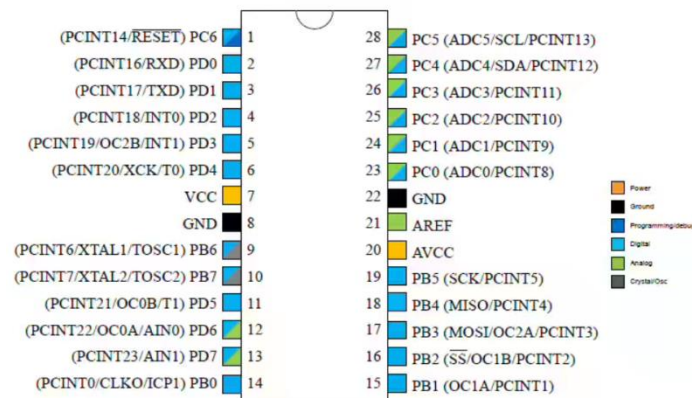 (PCINT14/RESET) PC6 1
(PCINT16/RXD) PD0 2
(PCINT17/TXD) PD1 3
(PCINT18/INT0) PD2 4
(PCINT19/OC2B/INT1) PD3 5
(PCINT20/XCK/T0) PD4 6
VCC 7
GND 8
(PCINT6/XTAL1/TOSC1) PB6 9
(PCINT7/XTAL2/TOSC2) PB7 10
(PCINT21/OC0B/T1) PD5 11
(PCINT22/OC0A/AIN0) PD6 12
(PCINT23/AIN1) PD7 13
(PCINT0/CLKO/ICP1) PB0 14
28 PC5 (ADC5/SCL/PCINT13)
27 PC4 (ADC4/SDA/PCINT12)
26 PC3 (ADC3/PCINT11)
25 PC2 (ADC2/PCINT10)
24 PC1 (ADC1/PCINT9)
23 PC0 (ADC0/PCINT8)
22 GND
21 AREF
20 AVCC
19 PB5 (SCK/PCINT5)
18 PB4 (MISO/PCINT4)
17 PB3 (MOSI/OC2A/PCINT3)
16 PB2 (SS/OC1B/PCINT2)
15 PB1 (OC1A/PCINT1)
Power
Ground
Programming/debug
Digital
Analog
Crystal/Osc